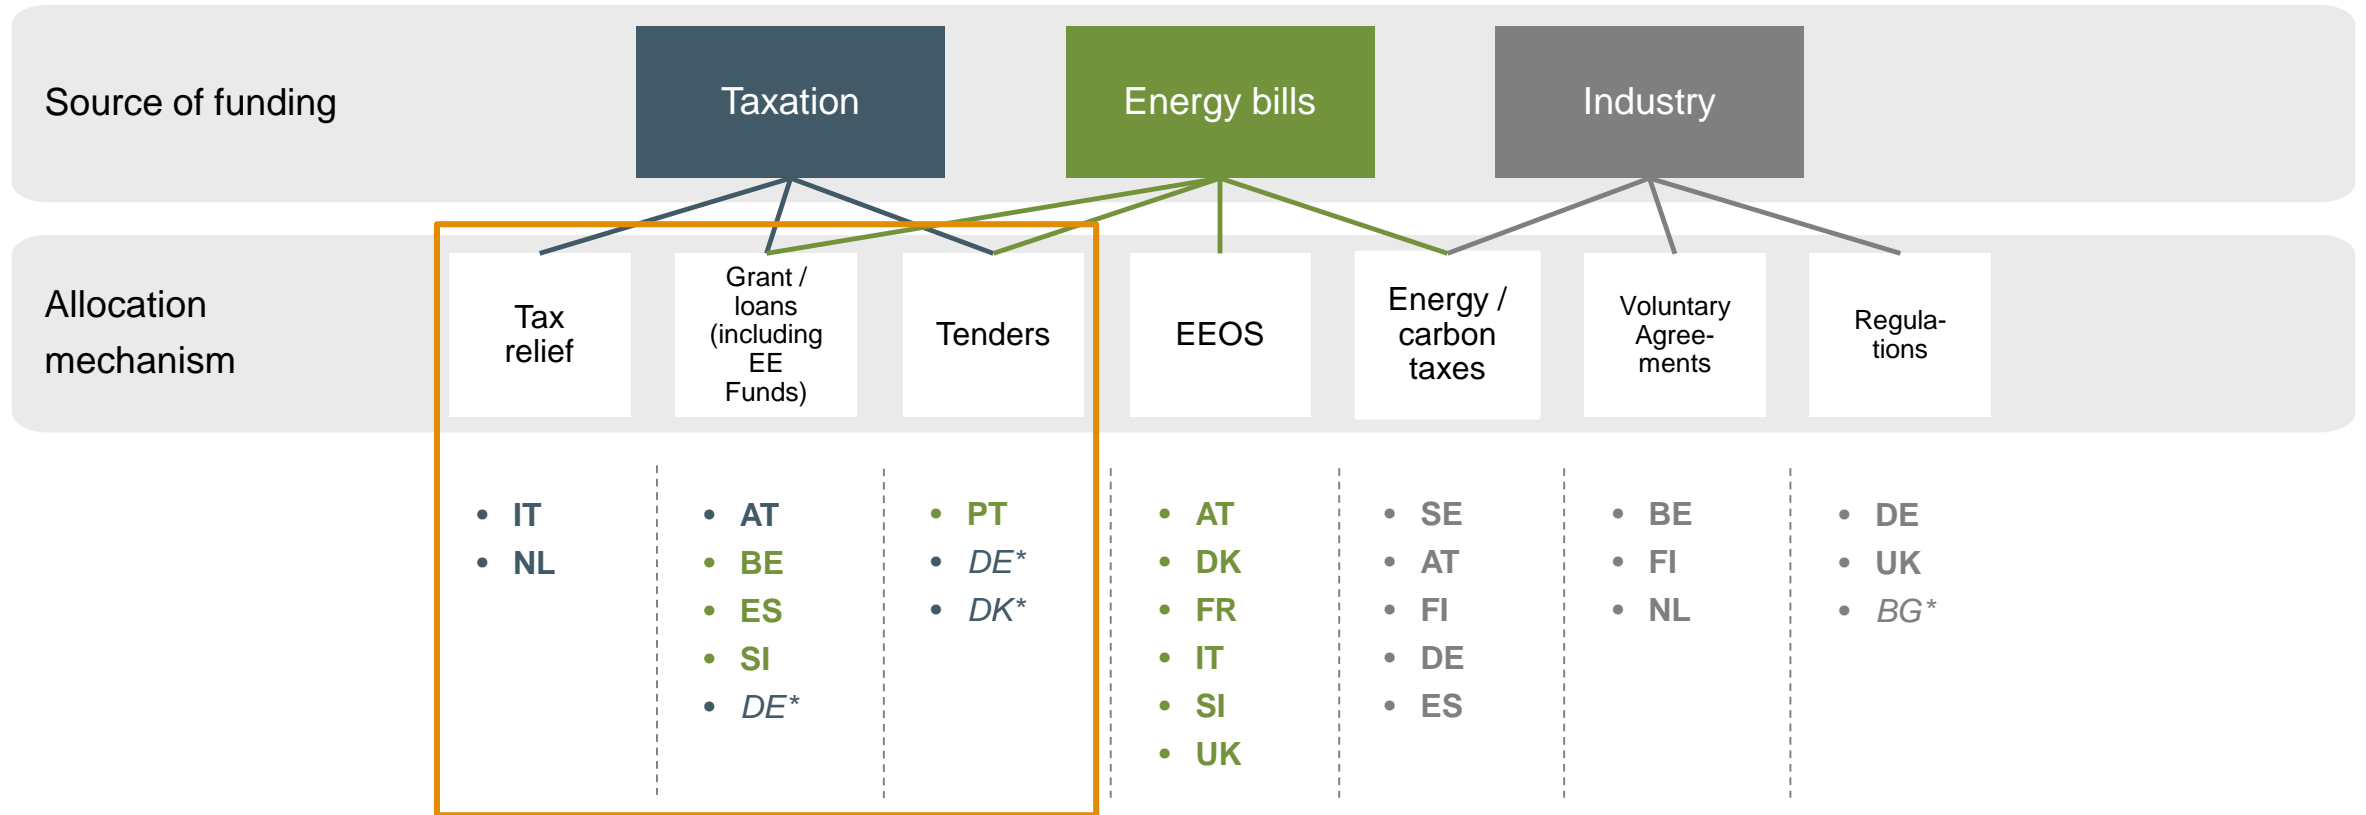 Source of funding
Taxation
Energy bills
Industry
Allocation
mechanism
Tax
relief
Grant /
loans
(including
EE
Funds)
Tenders
EEOS
Energy /
carbon
taxes
Voluntary
Agree-
ments
Regula-
tions
• IT
• NL
• AT
• BE
• ES
• SI
• DE*
• PT
• DE*
• DK*
• AT
• DK
• FR
• IT
• SI
• UK
• SE
• AT
• FI
• DE
• ES
• BE
• FI
• NL
• DE
• UK
• BG*